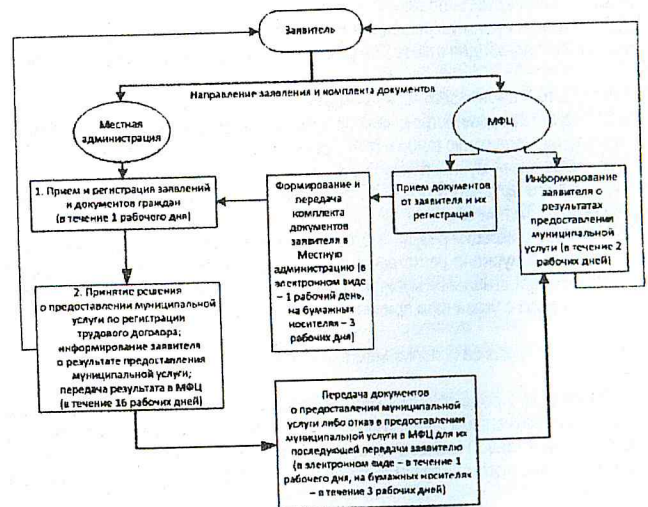 Заявитель
Направление заявления и комплекта документов
Местная
администрация
МФЦ
1. Прием и регистрация заявлений
и документов граждан
(в течение 1 рабочего дня)
Формирование и
передача
комплекта
документов
заявителя в
Местную
администрацию (в
электронном виде
– 1 рабочий день,
на бумажных
носителях – 3
рабочих дня)
Прием документов
от заявителя и их
регистрация
Информирование
заявителя о
результатах
предоставления
муниципальной
услуги (в течение 2
рабочих дней)
2. Принятие решения
о предоставлении муниципальной
услуги по регистрации
трудового договора;
информирование заявителя
о результате предоставления
муниципальной услуги;
передача результата в МФЦ
(в течение 16 рабочих дней)
Передача документов
о предоставлении муниципальной
услуги либо отказ в предоставлении
муниципальной услуги в МФЦ для их
последующей передачи заявителю
(в электронном виде – в течение 1
рабочего дня, на бумажных носителях
– в течение 3 рабочих дней)